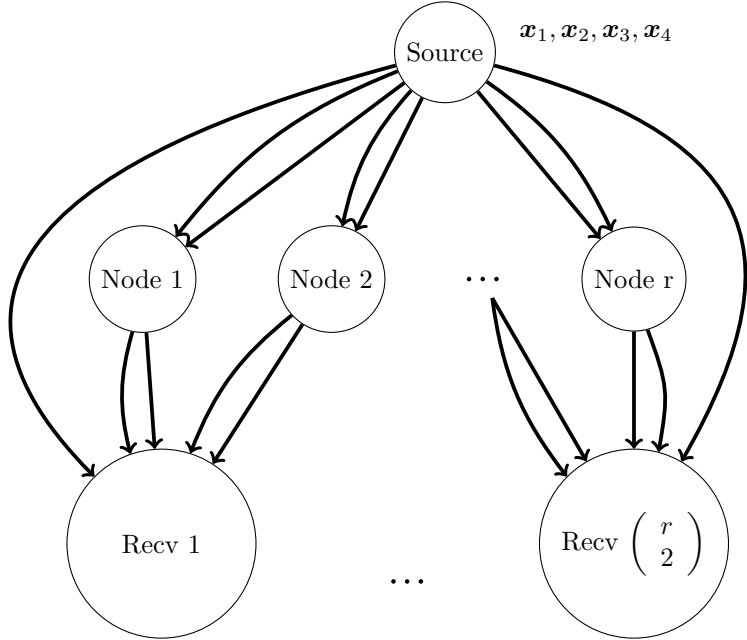 Source
x₁, x₂, x₃, x₄
Node 1
Node 2
...
Node r
Recv 1
...
Recv ( r 2 )